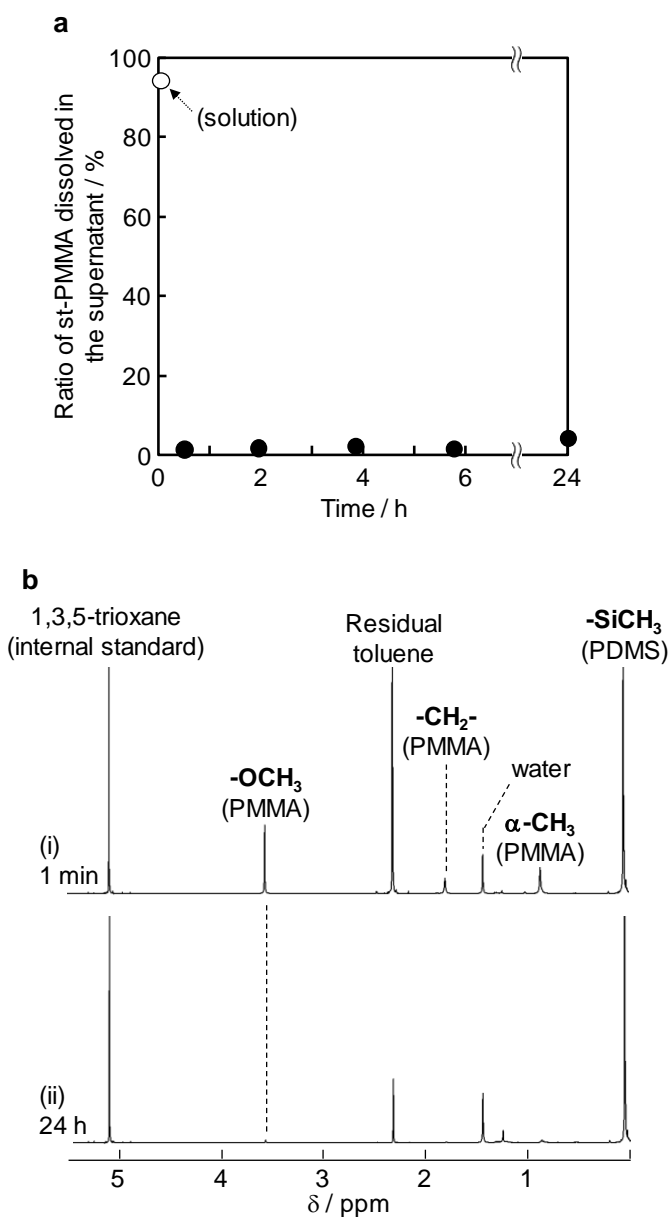 a
100
80
60
40
20
0
Ratio of st-PMMA dissolved in
the supernatant / %
(solution)
0 2 4 6 24
Time / h
b
1,3,5-trioxane
(internal standard)
Residual
toluene
-SiCH₃
(PDMS)
-CH₂-
(PMMA)
-OCH₃
(PMMA)
water
α-CH₃
(PMMA)
(i)
1 min
(ii)
24 h
5 4 3 2 1
δ / ppm